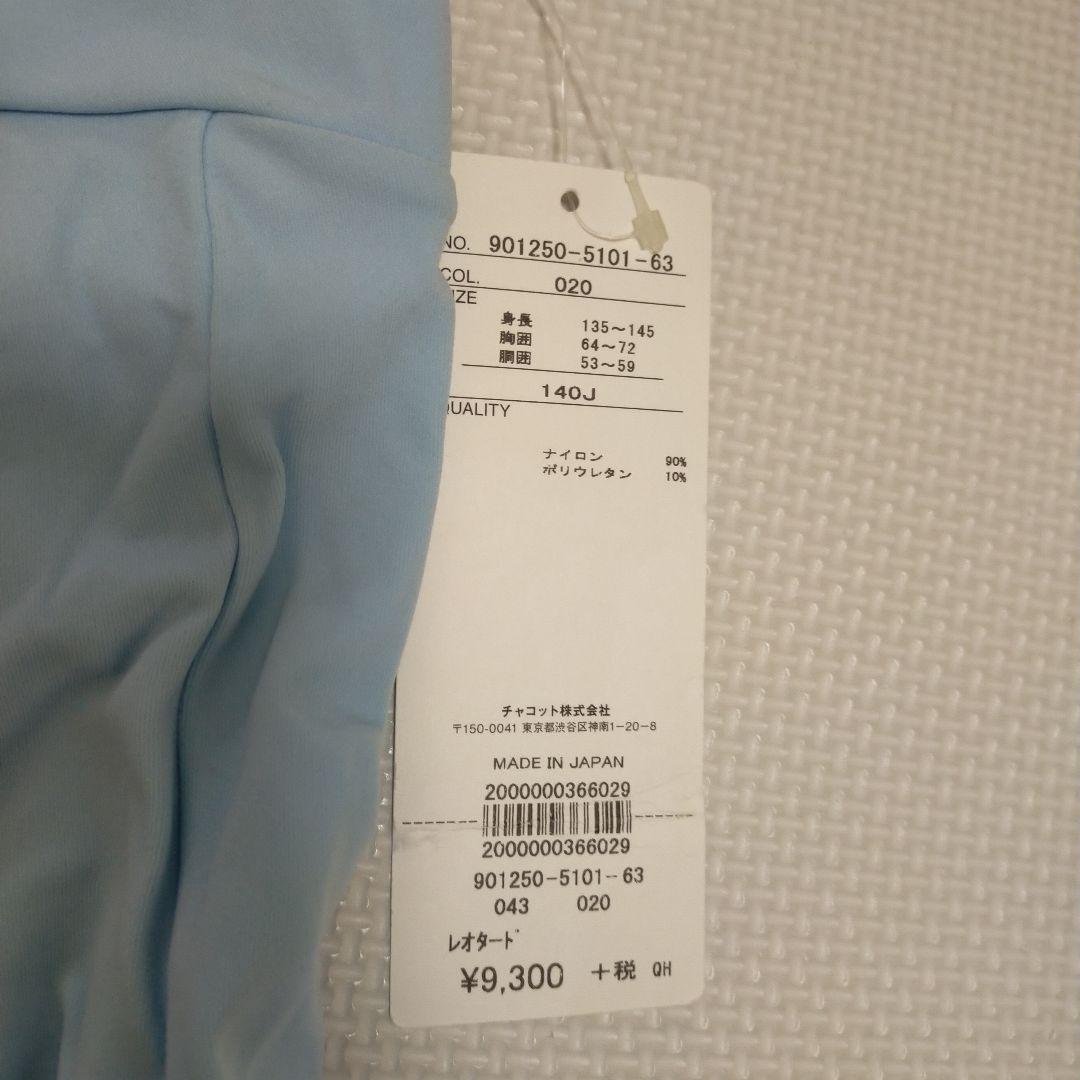 NO. 901250-5101-63
COL. 020
IZE
身長 135～145
胸囲 64～72
胴囲 53～59
140J
QUALITY
ナイロン 90%
ポリウレタン 10%
チャコット株式会社
〒150-0041 東京都渋谷区神南1-20-8
MADE IN JAPAN
2000000366029
2000000366029
901250-5101-63
043 020
レオタード
¥9,300 +税 QH